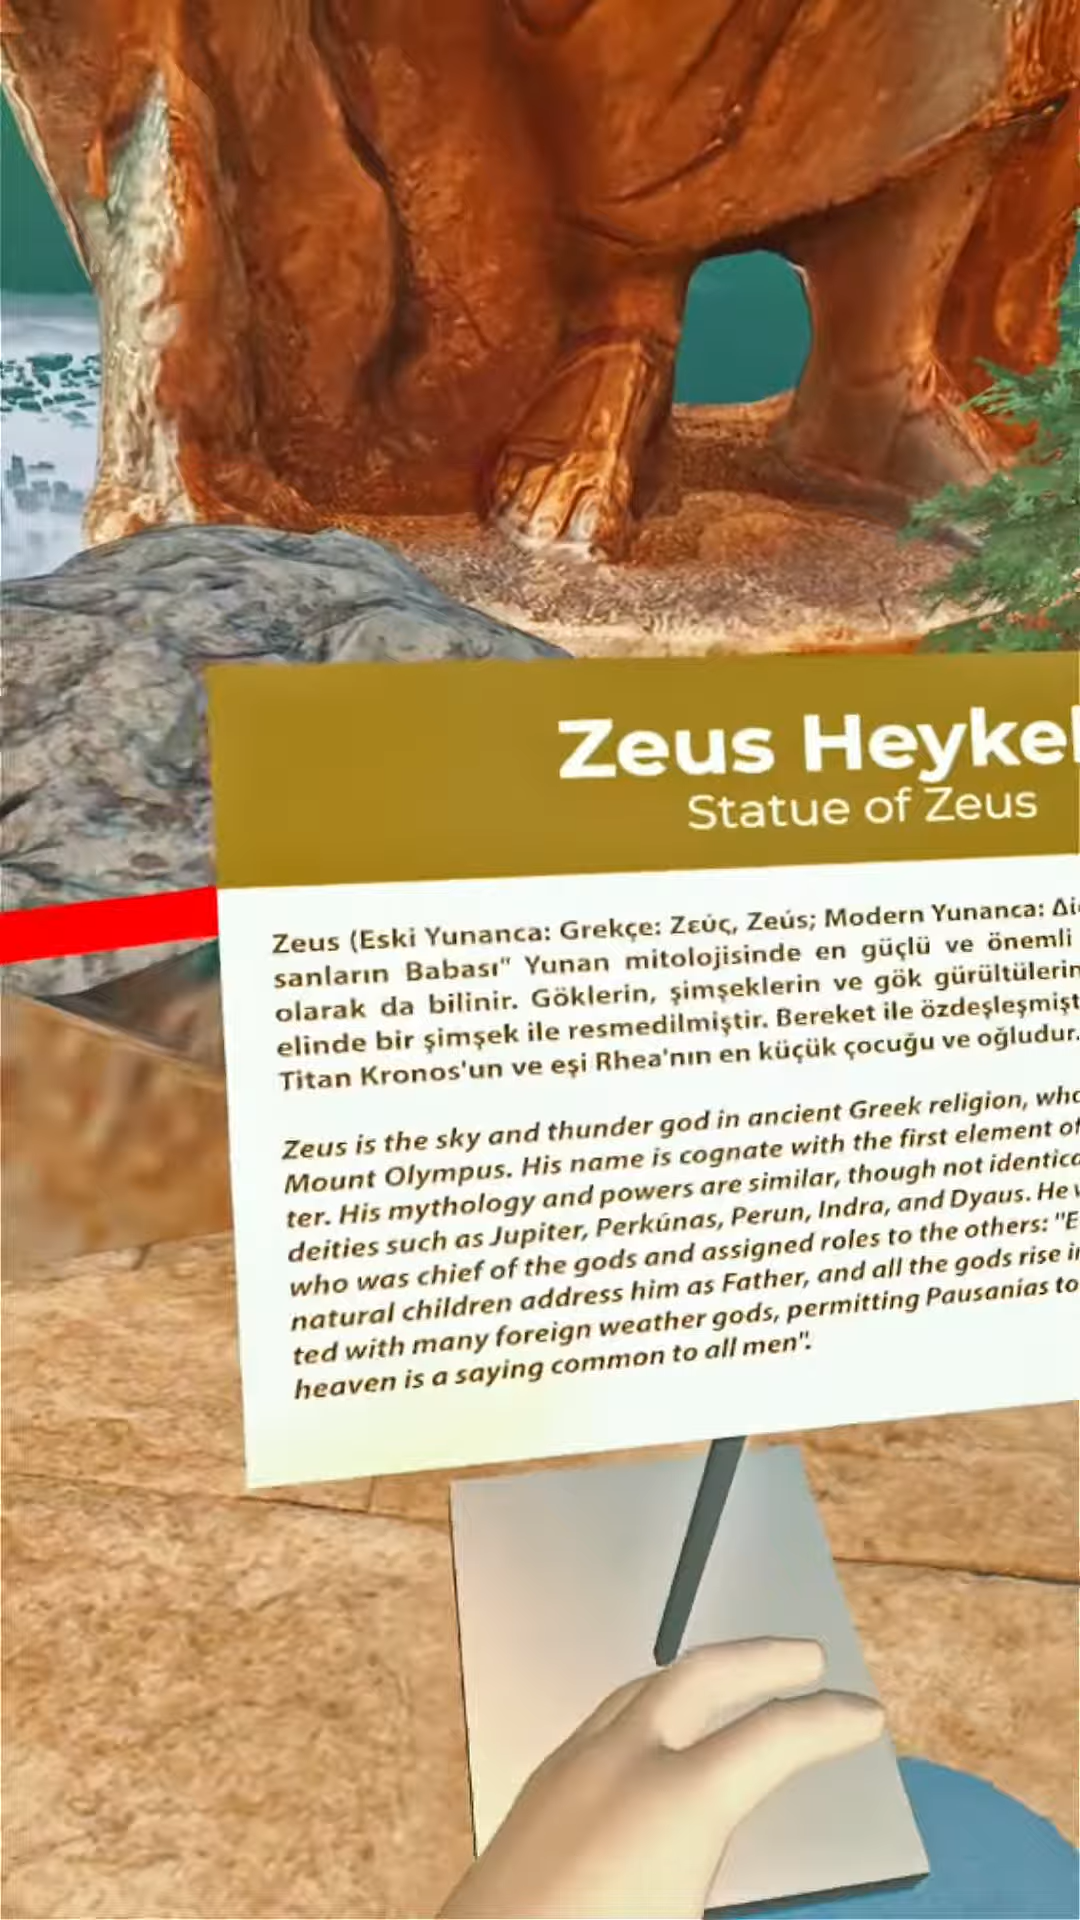 Zeus
Statue of Zeus
Zeus (Eski Yunanca: Grekçe: Ζεύς, Zeús; Modern Yunanca:
sanların Babası" Yunan mitolojisinde en güçlü ve önemli
olarak da bilinir. Göklerin, şimşeklerin ve gök
elinde bir şimşek ile resmedilmiştir. Bereket ile
Titan Kronos'un ve eşi Rhea'nın en küçük çocuğu ve oğludur.
Zeus is the sky and thunder god in ancient Greek religion,
Mount Olympus. His name is cognate with the first element of
ter. His mythology and powers are similar, though not
deities such as Jupiter, Perkúnas, Perun, Indra, and Dyaus. He
who was chief of the gods and assigned roles to the others:
natural children address him as Father, and all the gods rise
ted with many foreign weather gods, permitting Pausanias to
heaven is a saying common to all men".